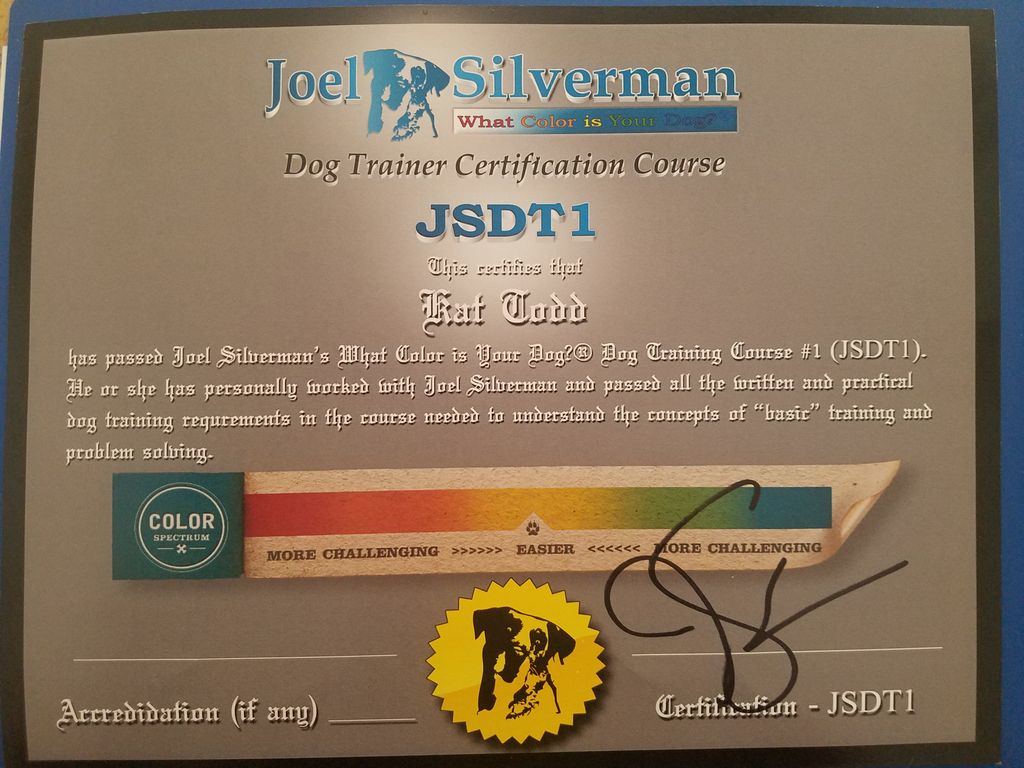 Joel Silverman
What Color is Your Dog?
Dog Trainer Certification Course
JSDT1
This certifies that
Kat Todd
has passed Joel Silverman's What Color is Your Dog?® Dog Training Course #1 (JSDT1).
He or she has personally worked with Joel Silverman and passed all the written and practical
dog training requrements in the course needed to understand the concepts of "basic" training and
problem solving.
COLOR
SPECTRUM
MORE CHALLENGING >>>>>> EASIER <<<<<< MORE CHALLENGING
Accredidation (if any) ______
Certification - JSDT1